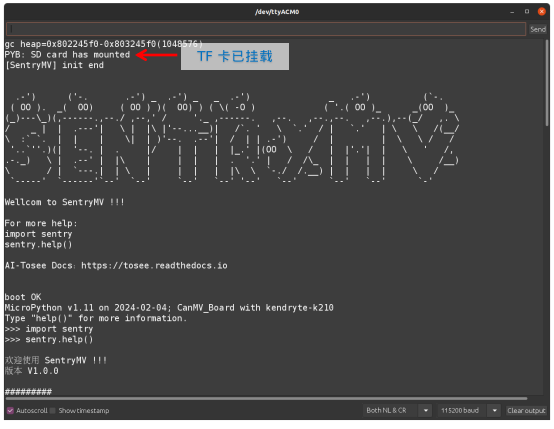 /dev/ttyACM0
Send
gc heap=0x802245f0-0x803245f0(1048576)
PYB: SD card has mounted
TF 卡已挂载
[SentryMV] init end
Wellcom to SentryMV !!!
For more help:
import sentry
sentry.help()
AI-Tosee Docs: https://tosee.readthedocs.io
boot OK
MicroPython v1.11 on 2024-02-04; CanMV_Board with kendryte-k210
Type "help()" for more information.
>>> import sentry
>>> sentry.help()
欢迎使用 SentryMV !!!
版本 V1.0.0
#########
Autoscroll Show timestamp
Both NL & CR
115200 baud
Clear output